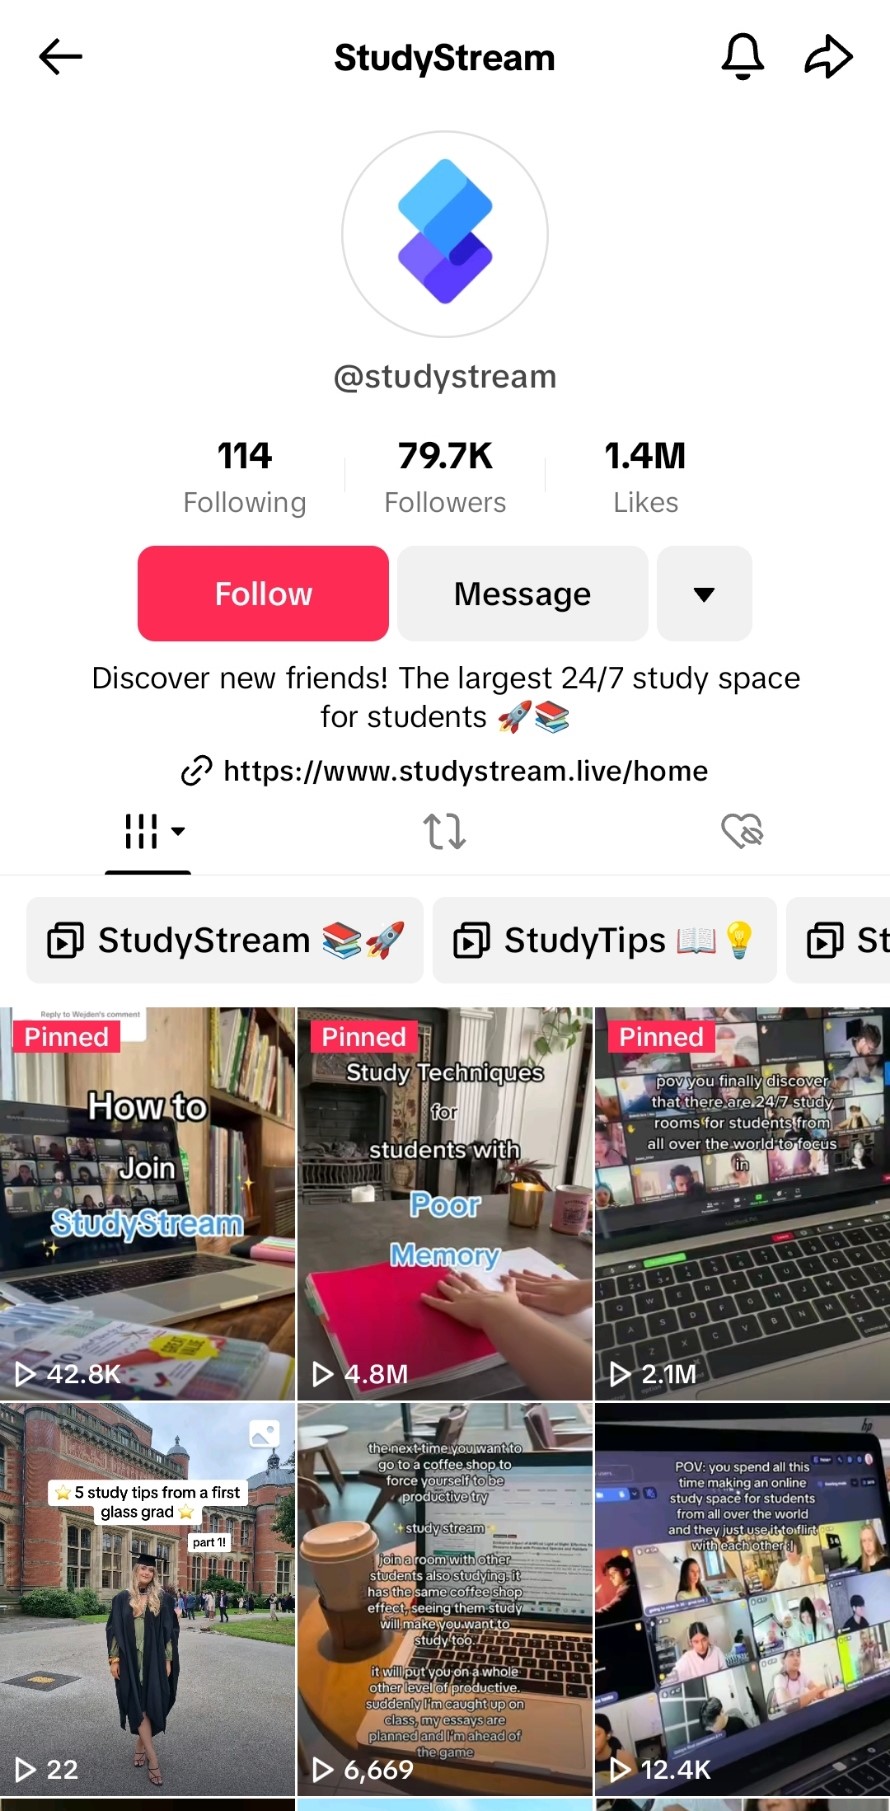 StudyStream
@studystream
114
Following
79.7K
Followers
1.4M
Likes
Follow
Message
Discover new friends! The largest 24/7 study space
for students 🚀📚
https://www.studystream.live/home
StudyStream 📚🚀
StudyTips 📖💡
St
Reply to Wejden's comment
Pinned
How to
Join
StudyStream
42.8K
Pinned
Study Techniques
for
students with
Poor
Memory
4.8M
Pinned
pov you finally discover
that there are 24/7 study
rooms for students from
all over the world to focus
in
2.1M
⭐ 5 study tips from a first
glass grad ⭐
part 1!
22
the next time you want to
go to a coffee shop to
force yourself to be
productive try
✨study stream✨
join a room with other
students also studying, it
has the same coffee shop
effect, seeing them study
will make you want to
study too.
it will put you on a whole
other level of productive.
suddenly I'm caught up on
class, my essays are
planned and I'm ahead of
the game
6,669
hp
POV: you spend all this
time making an online
study space for students
from all over the world
and they just use it to flirt
with each other :|
12.4K